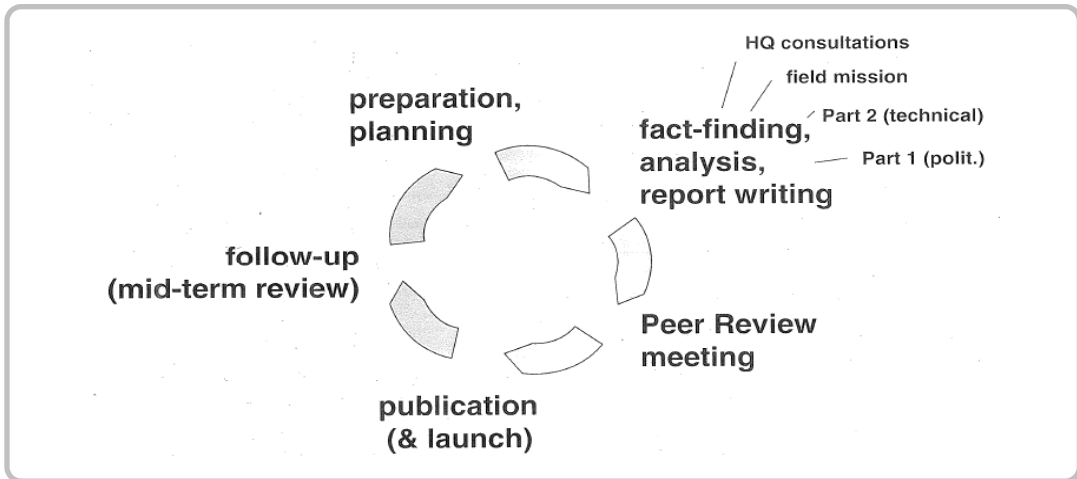 HQ consultations
field mission
preparation,
planning
Part 2 (technical)
fact-finding,
analysis,
report writing
Part 1 (polit.)
follow-up
(mid-term review)
Peer Review
meeting
publication
(& launch)